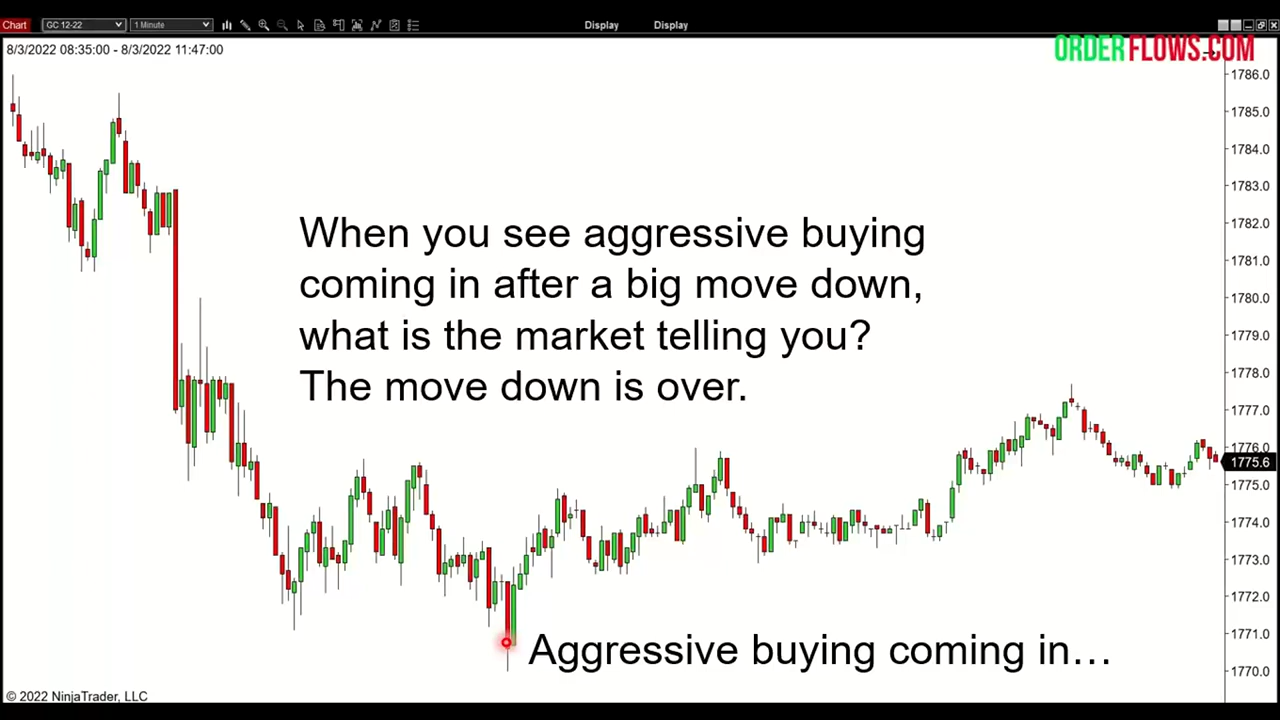 Chart GC 12-22 1 Minute Display Display
8/3/2022 08:35:00 - 8/3/2022 11:47:00
ORDERFLOWS.COM
1786.0
1785.0
1784.0
1783.0
1782.0
1781.0
1780.0
1779.0
1778.0
1777.0
1776.0
1775.6
1775.0
1774.0
1773.0
1772.0
1771.0
1770.0
When you see aggressive buying
coming in after a big move down,
what is the market telling you?
The move down is over.
Aggressive buying coming in…
© 2022 NinjaTrader, LLC